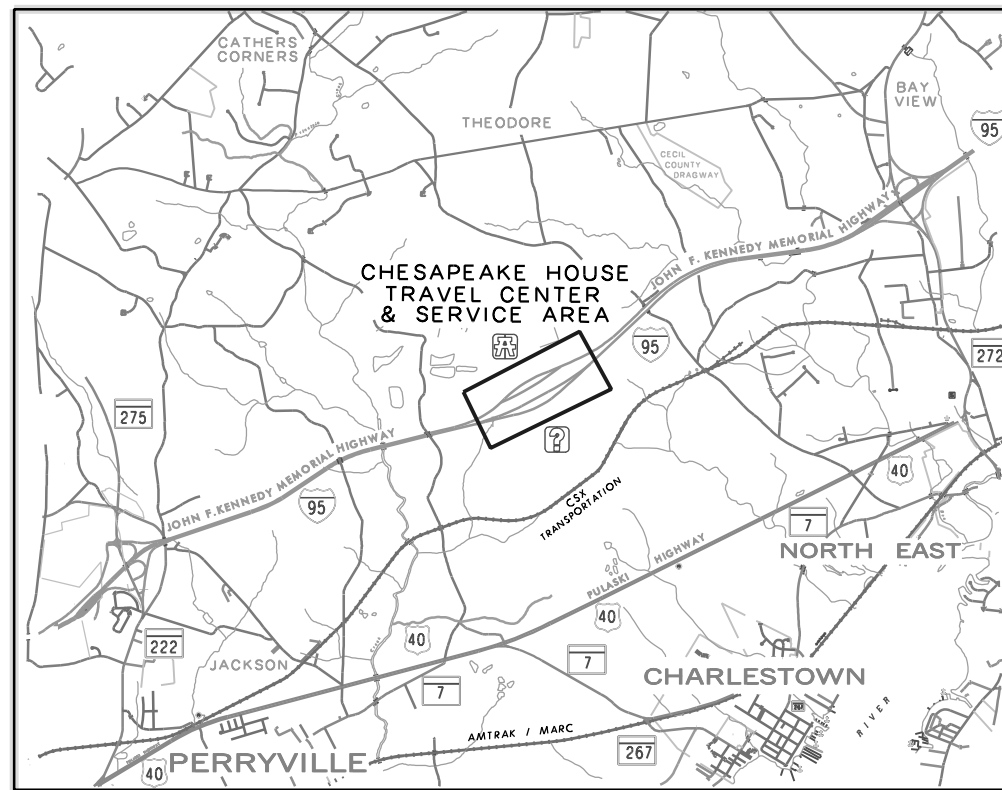 CATHERS
CORNERS
BAY
VIEW
THEODORE
95
CECIL
COUNTY
DRAGWAY
JOHN F. KENNEDY MEMORIAL HIGHWAY
CHESAPEAKE HOUSE
TRAVEL CENTER
& SERVICE AREA
95
272
275
?
JOHN F. KENNEDY MEMORIAL HIGHWAY
40
95
CSX
TRANSPORTATION
7
NORTH EAST
PULASKI HIGHWAY
40
222
40
JACKSON
7
7
CHARLESTOWN
RIVER
AMTRAK / MARC
267
PERRYVILLE
40